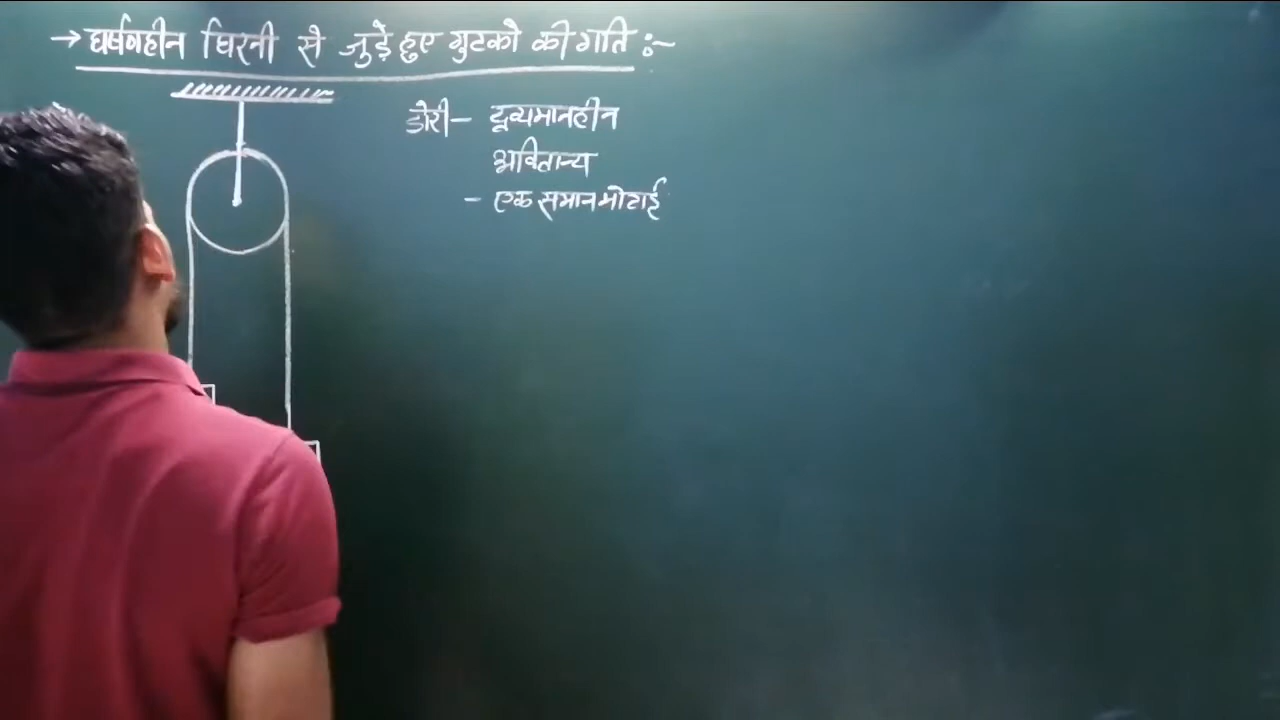 → घर्षणहीन घिरनी से जुड़े हुए गुटको की गति :-
डोरी - द्रव्यमानहीन
अवितान्य
- एक समान मोटाई